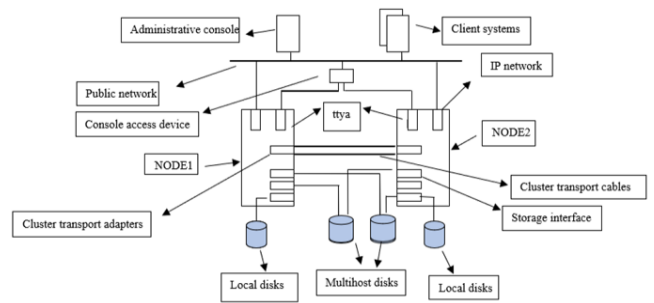 Administrative console
Client systems
IP network
Public network
Console access device
ttya
NODE2
NODE1
Cluster transport cables
Cluster transport adapters
Storage interface
Local disks
Multihost disks
Local disks